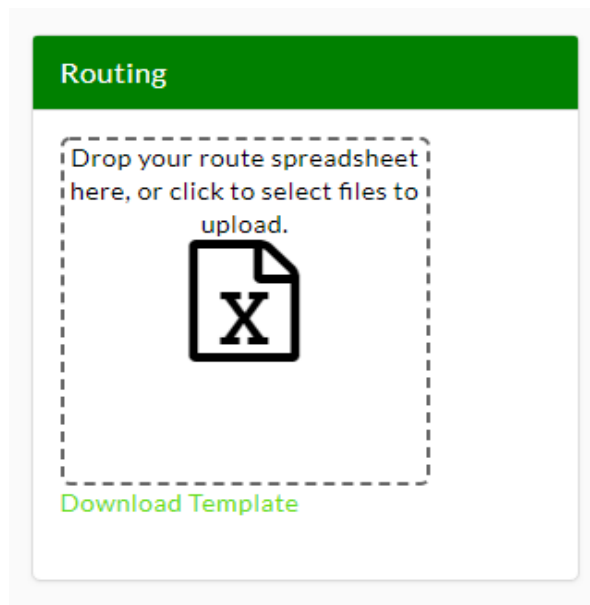 Routing
Drop your route spreadsheet
here, or click to select files to
upload.
X
Download Template